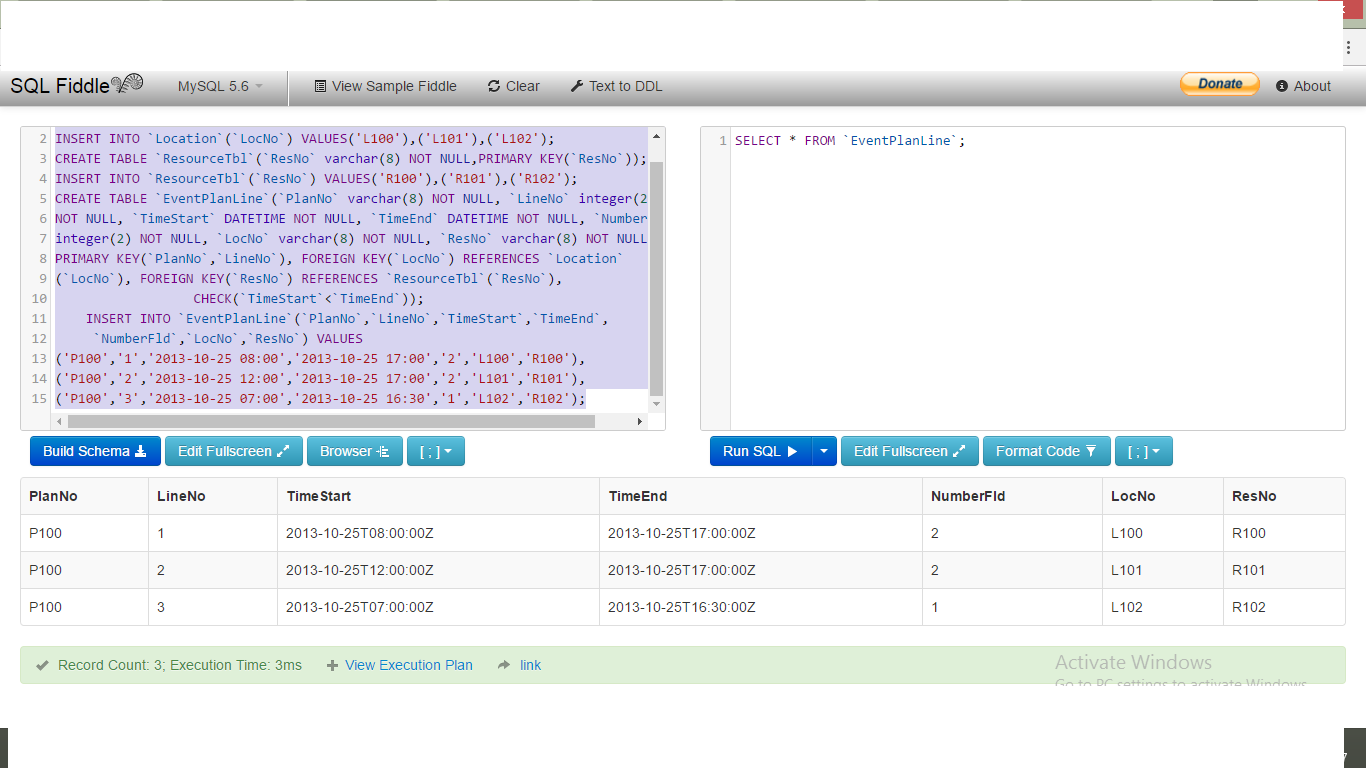 SQL Fiddle MySQL 5.6 View Sample Fiddle Clear Text to DDL Donate About
2 INSERT INTO `Location`(`LocNo`) VALUES('L100'),('L101'),('L102');
3 CREATE TABLE `ResourceTbl`(`ResNo` varchar(8) NOT NULL,PRIMARY KEY(`ResNo`));
4 INSERT INTO `ResourceTbl`(`ResNo`) VALUES('R100'),('R101'),('R102');
5 CREATE TABLE `EventPlanLine`(`PlanNo` varchar(8) NOT NULL, `LineNo` integer(2
6 NOT NULL, `TimeStart` DATETIME NOT NULL, `TimeEnd` DATETIME NOT NULL, `Number
7 integer(2) NOT NULL, `LocNo` varchar(8) NOT NULL, `ResNo` varchar(8) NOT NULL
8 PRIMARY KEY(`PlanNo`,`LineNo`), FOREIGN KEY(`LocNo`) REFERENCES `Location`
9 (`LocNo`), FOREIGN KEY(`ResNo`) REFERENCES `ResourceTbl`(`ResNo`),
10 CHECK(`TimeStart`<`TimeEnd`));
11 INSERT INTO `EventPlanLine`(`PlanNo`,`LineNo`,`TimeStart`,`TimeEnd`,
12 `NumberFld`,`LocNo`,`ResNo`) VALUES
13 ('P100','1','2013-10-25 08:00','2013-10-25 17:00','2','L100','R100'),
14 ('P100','2','2013-10-25 12:00','2013-10-25 17:00','2','L101','R101'),
15 ('P100','3','2013-10-25 07:00','2013-10-25 16:30','1','L102','R102');
1 SELECT * FROM `EventPlanLine`;
Build Schema Edit Fullscreen Browser [ ; ]
Run SQL Edit Fullscreen Format Code [ ; ]
PlanNo LineNo TimeStart TimeEnd NumberFld LocNo ResNo
P100 1 2013-10-25T08:00:00Z 2013-10-25T17:00:00Z 2 L100 R100
P100 2 2013-10-25T12:00:00Z 2013-10-25T17:00:00Z 2 L101 R101
P100 3 2013-10-25T07:00:00Z 2013-10-25T16:30:00Z 1 L102 R102
Record Count: 3; Execution Time: 3ms View Execution Plan link
Activate Windows
Go to PC settings to activate Windows.